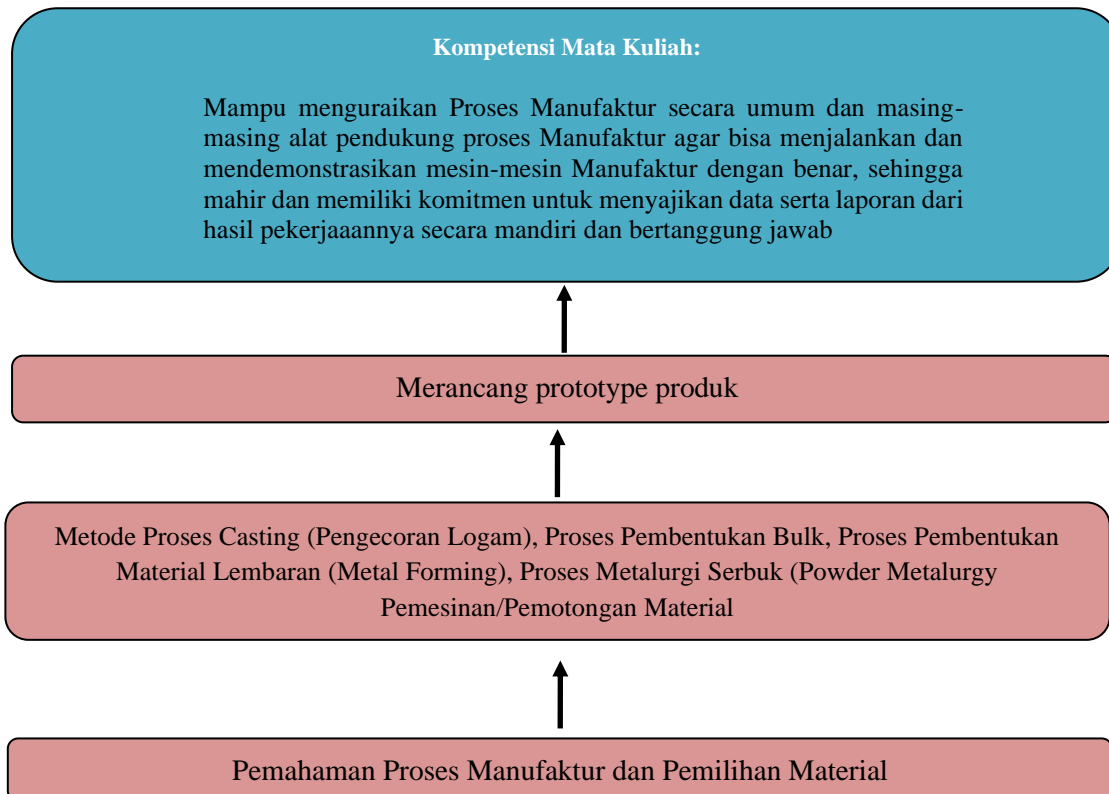 Kompetensi Mata Kuliah:
Mampu menguraikan Proses Manufaktur secara umum dan masing-
masing alat pendukung proses Manufaktur agar bisa menjalankan dan
mendemonstrasikan mesin-mesin Manufaktur dengan benar, sehingga
mahir dan memiliki komitmen untuk menyajikan data serta laporan dari
hasil pekerjaaannya secara mandiri dan bertanggung jawab
Merancang prototype produk
Metode Proses Casting (Pengecoran Logam), Proses Pembentukan Bulk, Proses Pembentukan
Material Lembaran (Metal Forming), Proses Metalurgi Serbuk (Powder Metalurgy
Pemesinan/Pemotongan Material
Pemahaman Proses Manufaktur dan Pemilihan Material